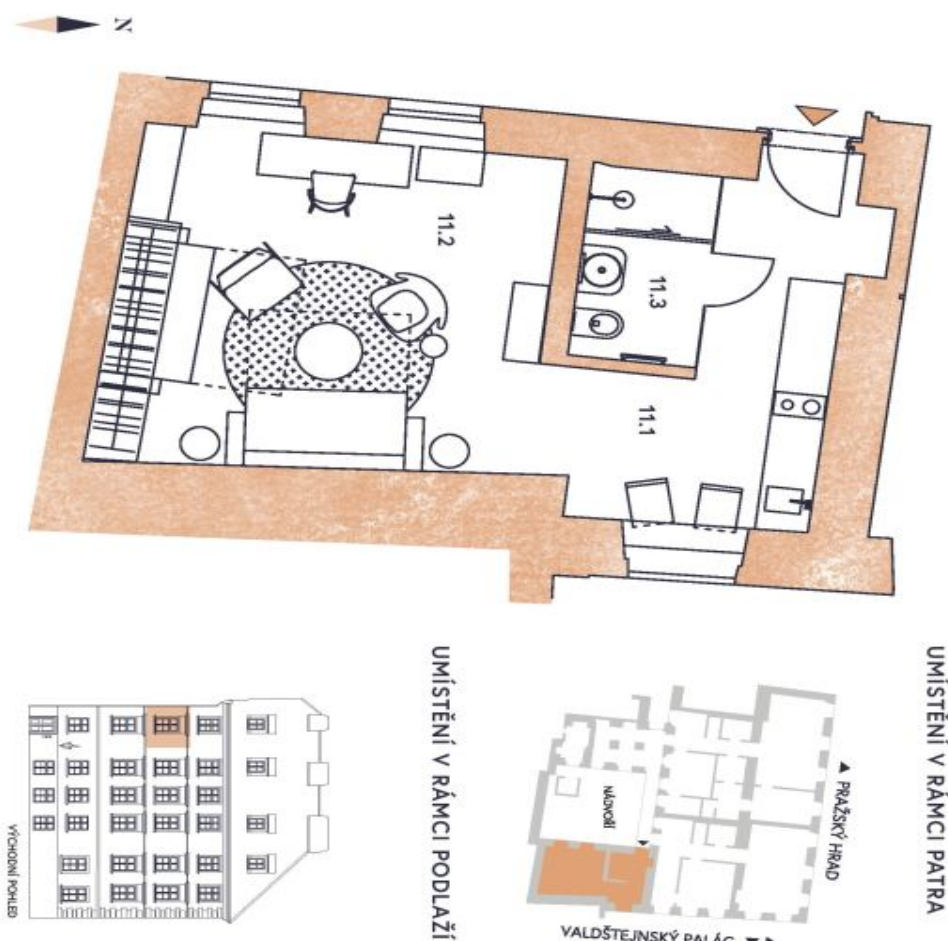 N
11.2
11.3
11.1
UMÍSTĚNÍ V RÁMCI PATRA
▲ PRAŽSKÝ HRAD
NÁDVOŘÍ
VALDŠTEJNSKÝ PALÁC
UMÍSTĚNÍ V RÁMCI PODLAŽÍ
VÝCHODNÍ POHLED